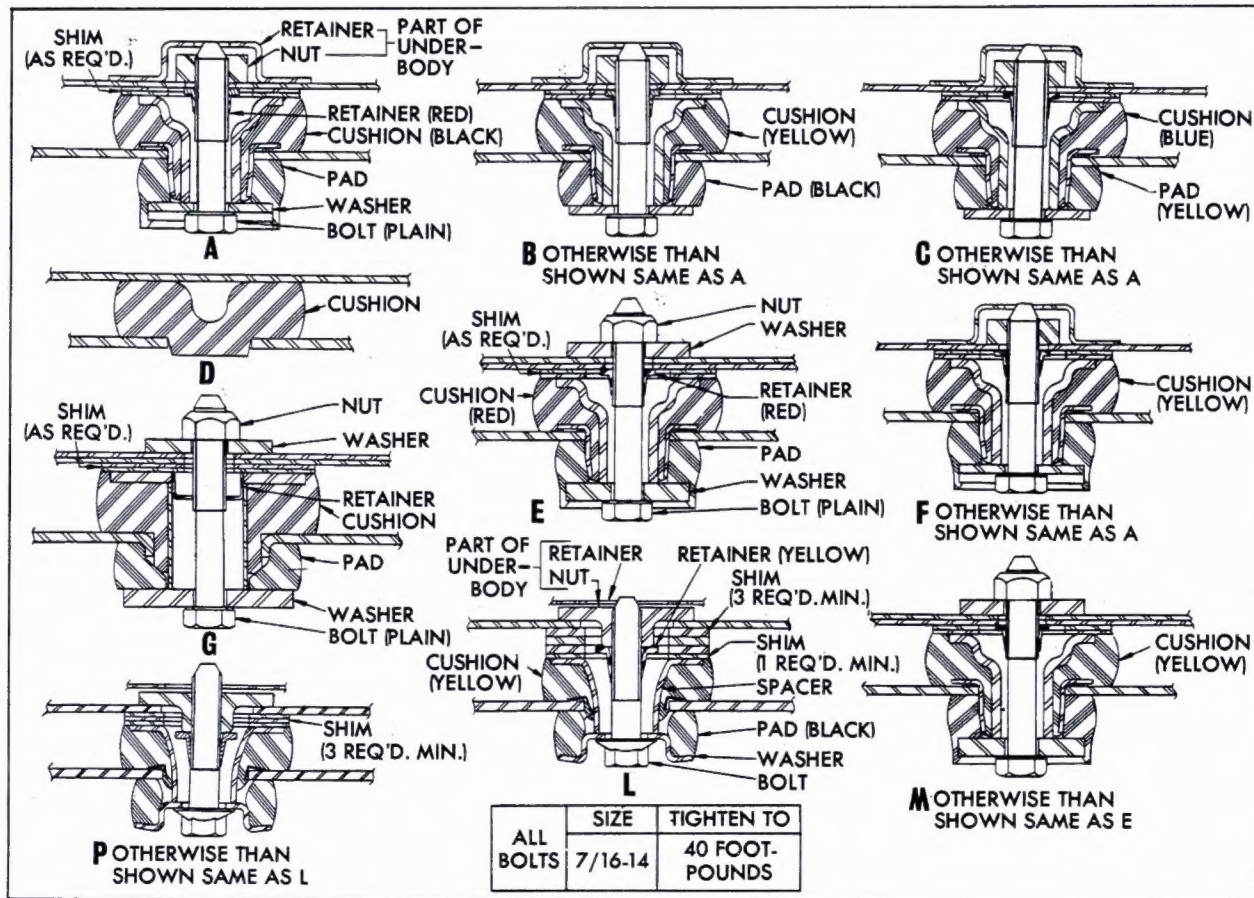 RETAINER
NUT
PART OF
UNDER-
BODY
SHIM
(AS REQ'D.)
RETAINER (RED)
CUSHION (BLACK)
PAD
WASHER
BOLT (PLAIN)
A
CUSHION
(YELLOW)
PAD (BLACK)
B OTHERWISE THAN
SHOWN SAME AS A
CUSHION
(BLUE)
PAD
(YELLOW)
C OTHERWISE THAN
SHOWN SAME AS A
CUSHION
D
NUT
WASHER
SHIM
(AS REQ'D.)
CUSHION
(RED)
RETAINER
(RED)
PAD
WASHER
BOLT (PLAIN)
E
CUSHION
(YELLOW)
F OTHERWISE THAN
SHOWN SAME AS A
NUT
SHIM
(AS REQ'D.)
WASHER
RETAINER
CUSHION
PAD
WASHER
BOLT (PLAIN)
G
PART OF
UNDER-
BODY
RETAINER
NUT
RETAINER (YELLOW)
SHIM
(3 REQ'D. MIN.)
SHIM
(1 REQ'D. MIN.)
CUSHION
(YELLOW)
SPACER
PAD (BLACK)
WASHER
BOLT
L
CUSHION
(YELLOW)
M OTHERWISE THAN
SHOWN SAME AS E
SHIM
(3 REQ'D. MIN.)
P OTHERWISE THAN
SHOWN SAME AS L
SIZE TIGHTEN TO
ALL
BOLTS 7/16-14 40 FOOT-
POUNDS